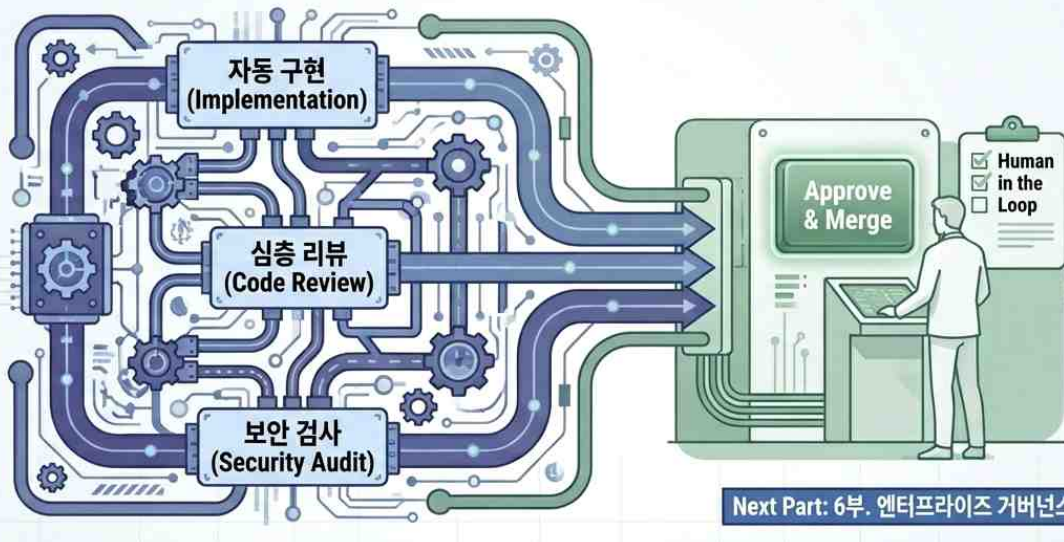 자동 구현
(Implementation)
심층 리뷰
(Code Review)
보안 검사
(Security Audit)
Approve
& Merge
Human
in the
Loop
Next Part: 6부. 엔터프라이즈 거버넌스